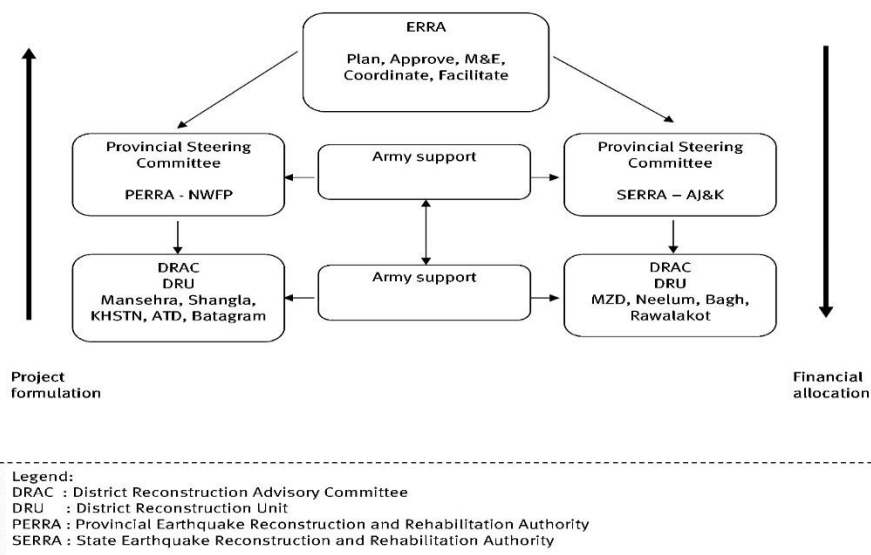 ERRA
Plan, Approve, M&E,
Coordinate, Facilitate
Provincial Steering
Committee
PERRA - NWFP
Army support
Provincial Steering
Committee
SERRA – AJ&K
DRAC
DRU
Mansehra, Shangla,
KHSTN, ATD, Batagram
Army support
DRAC
DRU
MZD, Neelum, Bagh,
Rawalakot
Project
formulation
Financial
allocation
Legend:
DRAC : District Reconstruction Advisory Committee
DRU : District Reconstruction Unit
PERRA : Provincial Earthquake Reconstruction and Rehabilitation Authority
SERRA : State Earthquake Reconstruction and Rehabilitation Authority